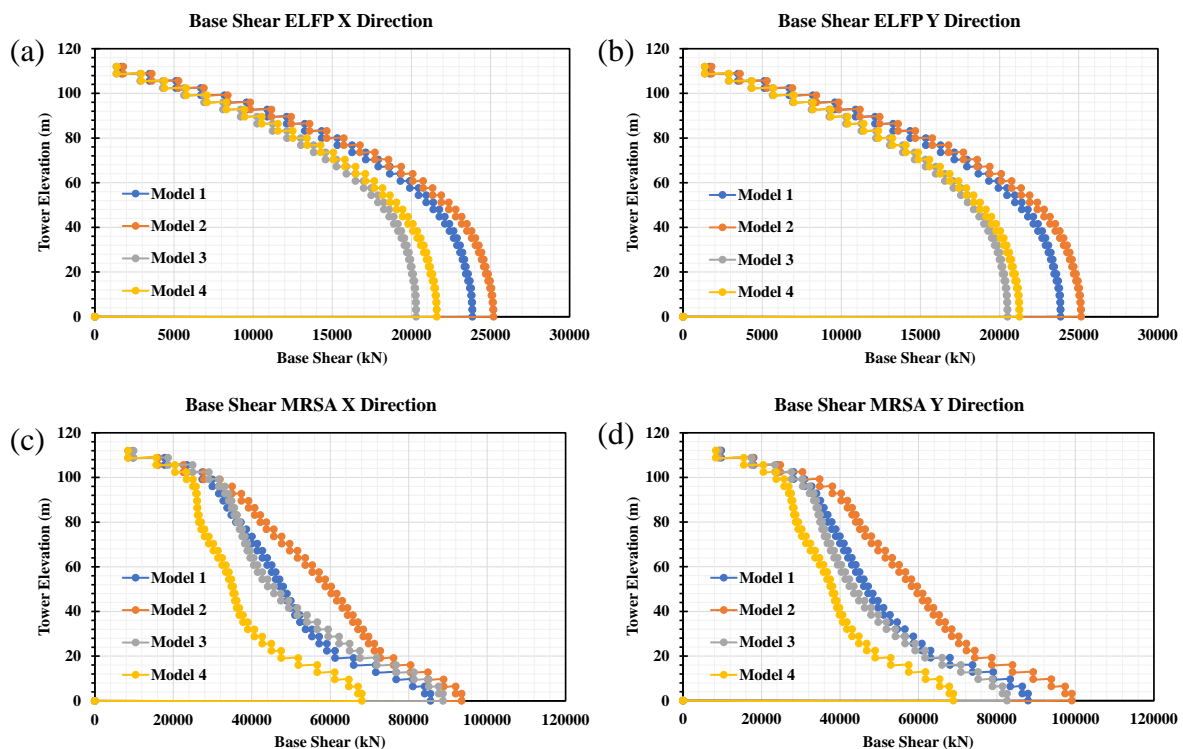 Base Shear ELFP X Direction
(a)
120
100
80
60
40
20
0
Tower Elevation (m)
Model 1
Model 2
Model 3
Model 4
0 5000 10000 15000 20000 25000 30000
Base Shear (kN)
Base Shear ELFP Y Direction
(b)
120
100
80
60
40
20
0
Tower Elevation (m)
Model 1
Model 2
Model 3
Model 4
0 5000 10000 15000 20000 25000 30000
Base Shear (kN)
Base Shear MRSA X Direction
(c)
120
100
80
60
40
20
0
Tower Elevation (m)
Model 1
Model 2
Model 3
Model 4
0 20000 40000 60000 80000 100000 120000
Base Shear (kN)
Base Shear MRSA Y Direction
(d)
120
100
80
60
40
20
0
Tower Elevation (m)
Model 1
Model 2
Model 3
Model 4
0 20000 40000 60000 80000 100000 120000
Base Shear (kN)